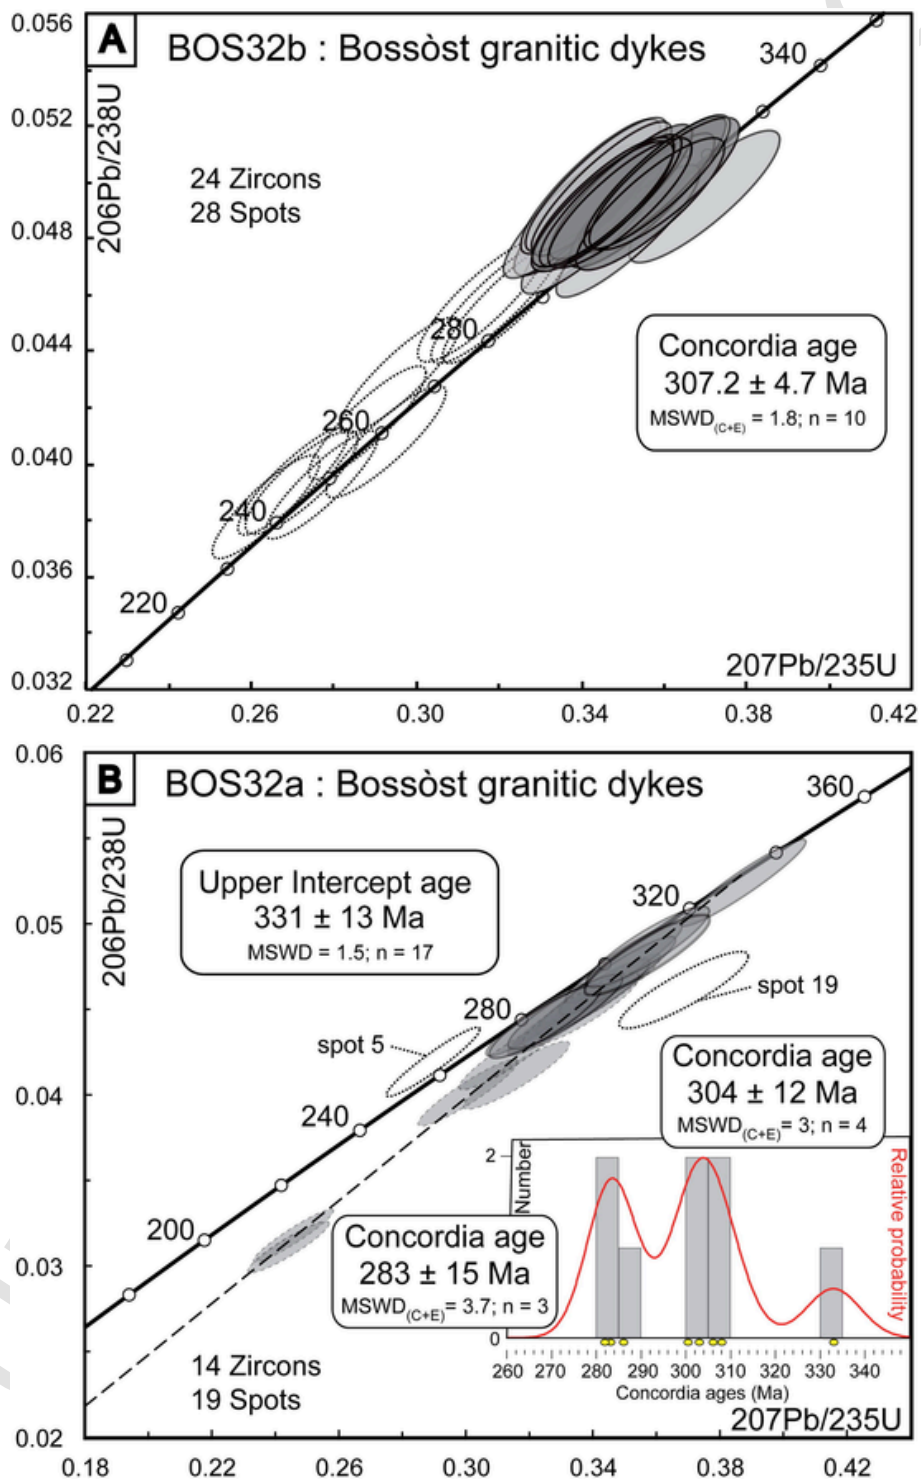 A
BOS32b : Bossòst granitic dykes
206Pb/238U
24 Zircons
28 Spots
0.056
0.052
0.048
0.044
0.040
0.036
0.032
340
280
260
240
220
Concordia age
307.2 ± 4.7 Ma
MSWD(C+E) = 1.8; n = 10
207Pb/235U
0.22 0.26 0.30 0.34 0.38 0.42
B
BOS32a : Bossòst granitic dykes
206Pb/238U
0.06
0.05
0.04
0.03
0.02
360
320
280
240
200
Upper Intercept age
331 ± 13 Ma
MSWD = 1.5; n = 17
spot 19
spot 5
Concordia age
304 ± 12 Ma
MSWD(C+E)= 3; n = 4
Concordia age
283 ± 15 Ma
MSWD(C+E)= 3.7; n = 3
2
0
Number
Relative probability
260 270 280 290 300 310 320 330 340
Concordia ages (Ma)
14 Zircons
19 Spots
207Pb/235U
0.18 0.22 0.26 0.30 0.34 0.38 0.42